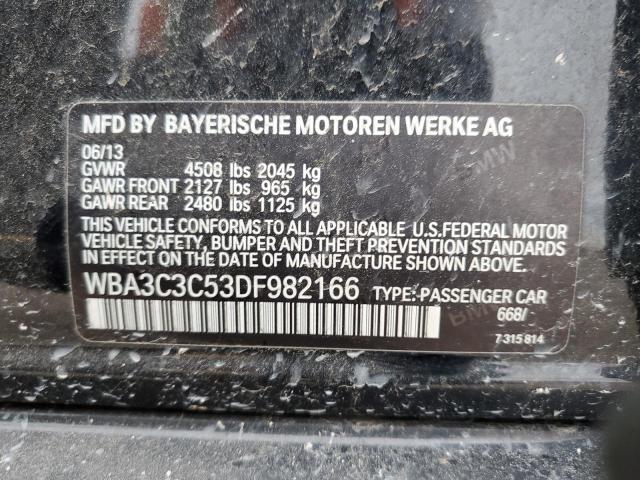 MFD BY BAYERISCHE MOTOREN WERKE AG
06/13
GVWR 4508 lbs 2045 kg
GAWR FRONT 2127 lbs 965 kg
GAWR REAR 2480 lbs 1125 kg
THIS VEHICLE CONFORMS TO ALL APPLICABLE U.S.FEDERAL MOTOR
VEHICLE SAFETY, BUMPER AND THEFT PREVENTION STANDARDS
IN EFFECT ON THE DATE OF MANUFACTURE SHOWN ABOVE.
WBA3C3C53DF982166 TYPE: PASSENGER CAR
668/
7 315 814
BMW
BMW